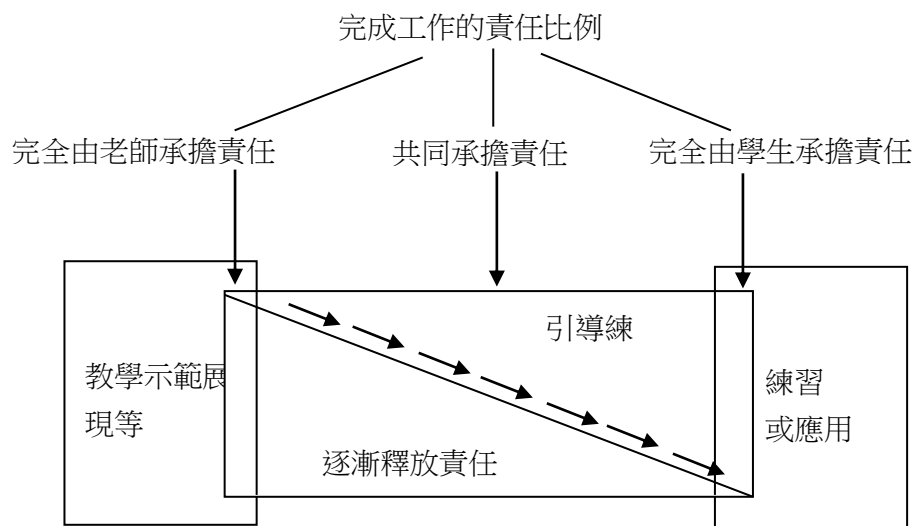 完成工作的責任比例
完全由老師承擔責任
共同承擔責任
完全由學生承擔責任
引導練
教學示範展
現等
練習
或應用
逐漸釋放責任